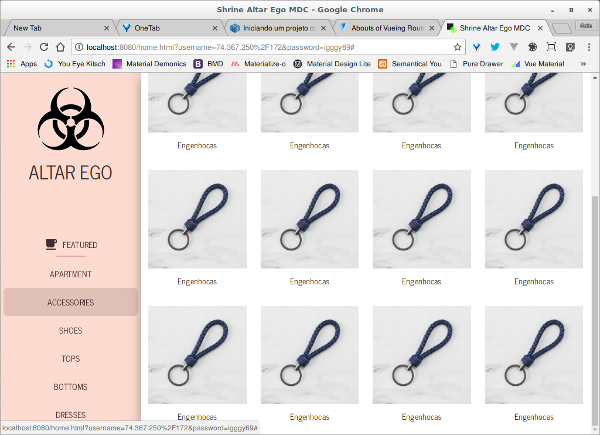 Shrine Altar Ego MDC - Google Chrome
New Tab
OneTab
Iniciando um projeto co
Abouts of Vueing Rout
Shrine Altar Ego MDC
localhost:8080/home.html?username=74.367.250%2F172&password=igggy69#
Apps
You Eye Kitsch
Material Demonics
BMD
Materialize-o
Material Design Lite
Semantical You
Pure Drawer
Vue Material
ALTAR EGO
FEATURED
APARTMENT
ACCESSORIES
SHOES
TOPS
BOTTOMS
DRESSES
Engenhocas Engenhocas Engenhocas Engenhocas
Engenhocas Engenhocas Engenhocas Engenhocas
Engenhocas Engenhocas Engenhocas Engenhocas
localhost:8080/home.html?username=74.367.250%2F172&password=igggy69#